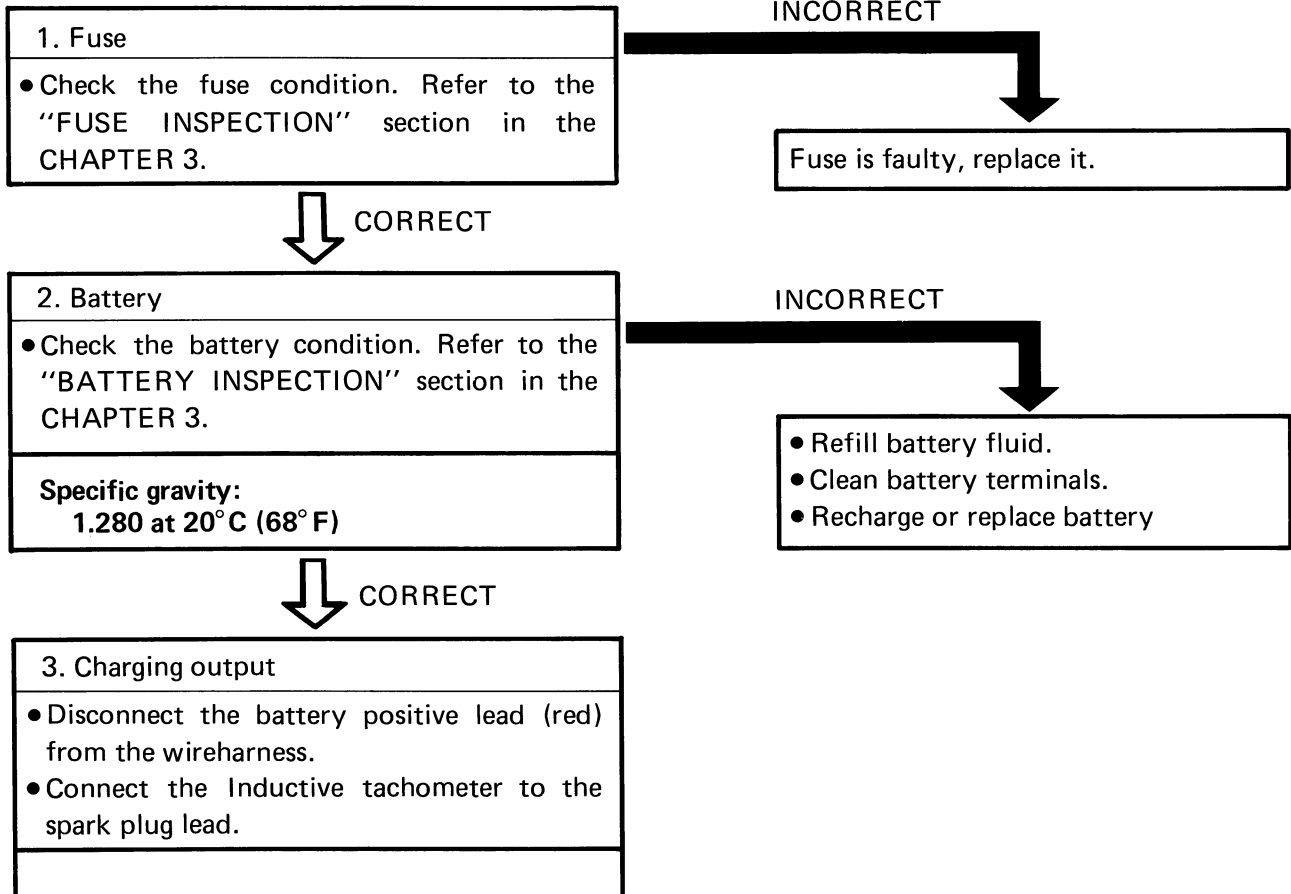 INCORRECT
1. Fuse
● Check the fuse condition. Refer to the
‘‘FUSE INSPECTION’’ section in the
CHAPTER 3.
Fuse is faulty, replace it.
CORRECT
2. Battery
INCORRECT
● Check the battery condition. Refer to the
‘‘BATTERY INSPECTION’’ section in the
CHAPTER 3.
● Refill battery fluid.
● Clean battery terminals.
● Recharge or replace battery
Specific gravity:
1.280 at 20°C (68°F)
CORRECT
3. Charging output
● Disconnect the battery positive lead (red)
from the wireharness.
● Connect the Inductive tachometer to the
spark plug lead.